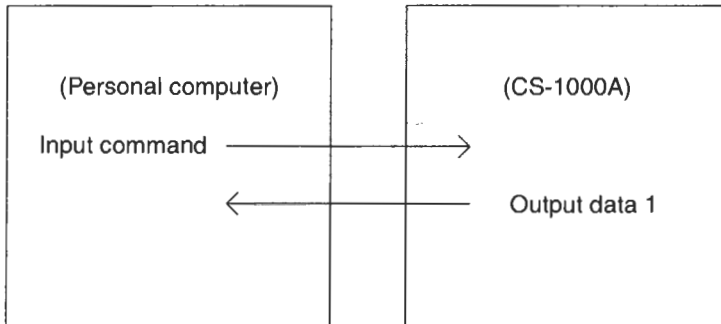 (Personal computer)
(CS-1000A)
Input command
Output data 1